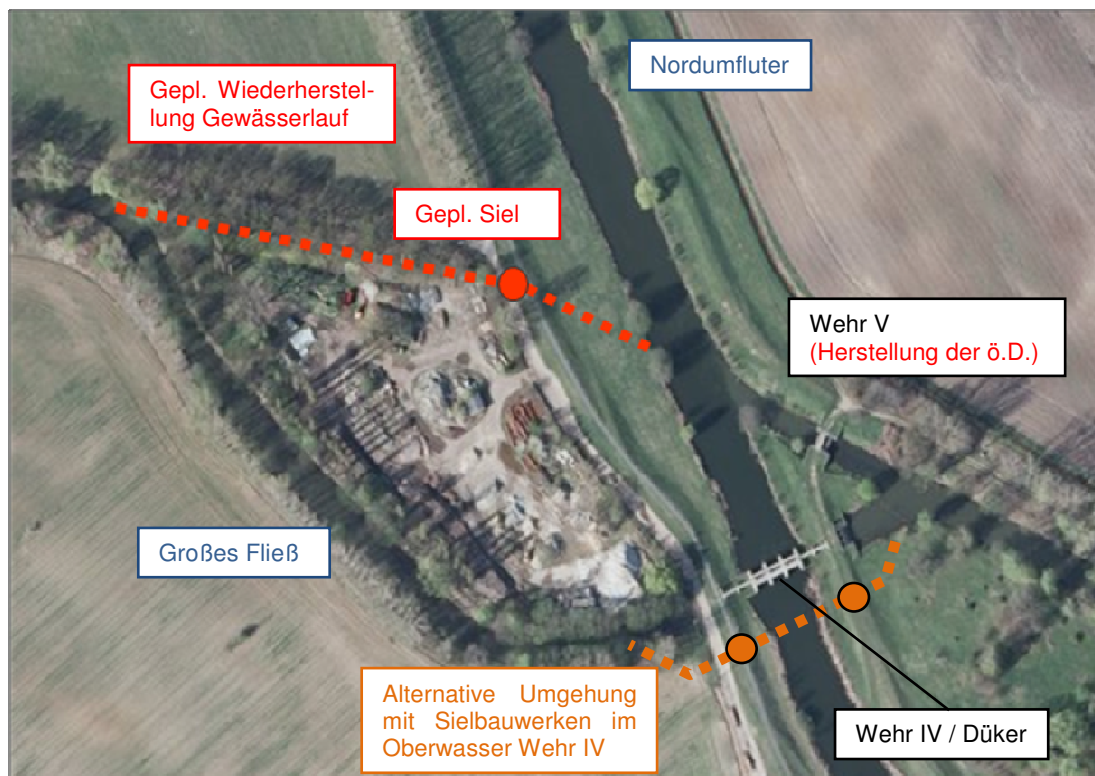 Nordumfluter
Gepl. Wiederherstel-
lung Gewässerlauf
Gepl. Siel
Wehr V
(Herstellung der ö.D.)
Großes Fließ
Alternative Umgehung
mit Sielbauwerken im
Oberwasser Wehr IV
Wehr IV / Düker